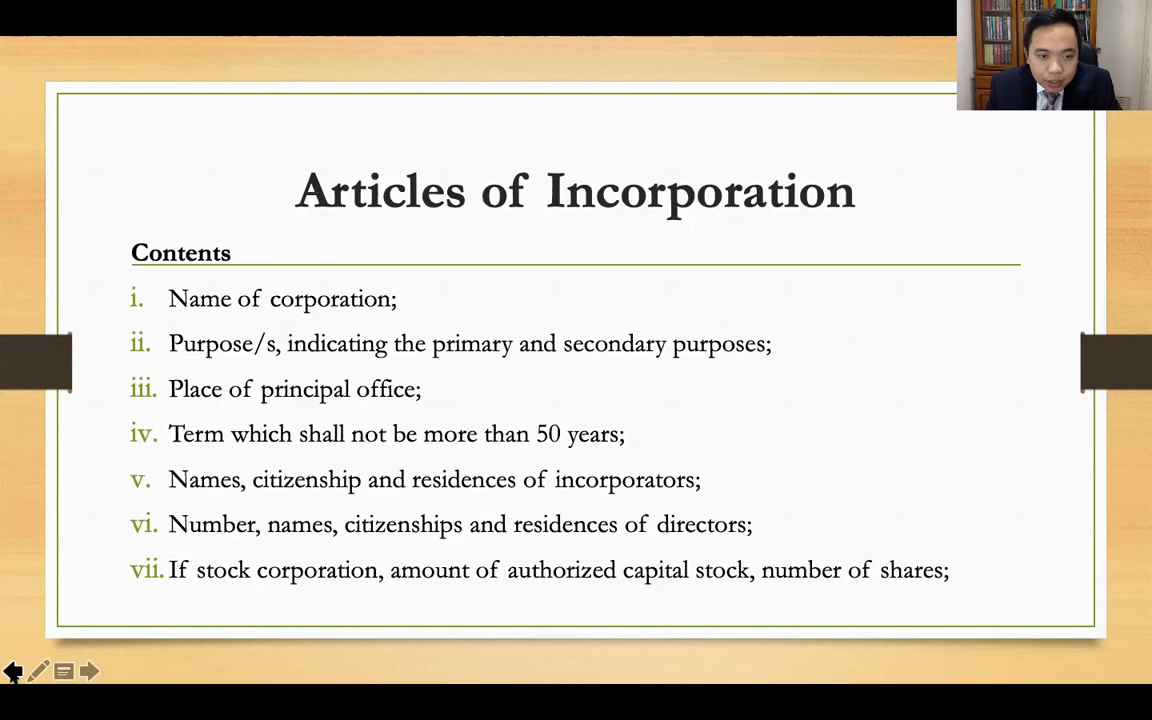 Articles of Incorporation
Contents
i. Name of corporation;
ii. Purpose/s, indicating the primary and secondary purposes;
iii. Place of principal office;
iv. Term which shall not be more than 50 years;
v. Names, citizenship and residences of incorporators;
vi. Number, names, citizenships and residences of directors;
vii. If stock corporation, amount of authorized capital stock, number of shares;